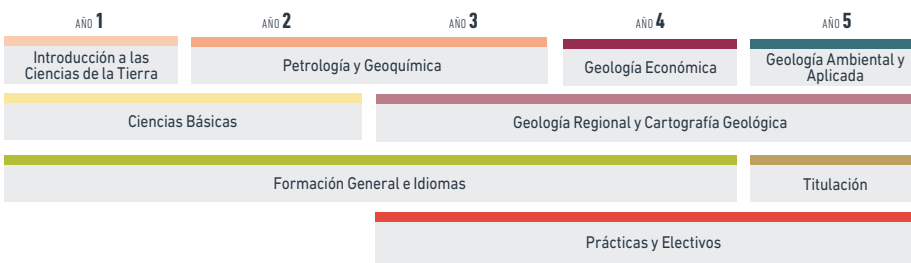 AÑO 1
AÑO 2
AÑO 3
AÑO 4
AÑO 5
Introducción a las
Ciencias de la Tierra
Petrología y Geoquímica
Geología Económica
Geología Ambiental y
Aplicada
Ciencias Básicas
Geología Regional y Cartografía Geológica
Formación General e Idiomas
Titulación
Prácticas y Electivos